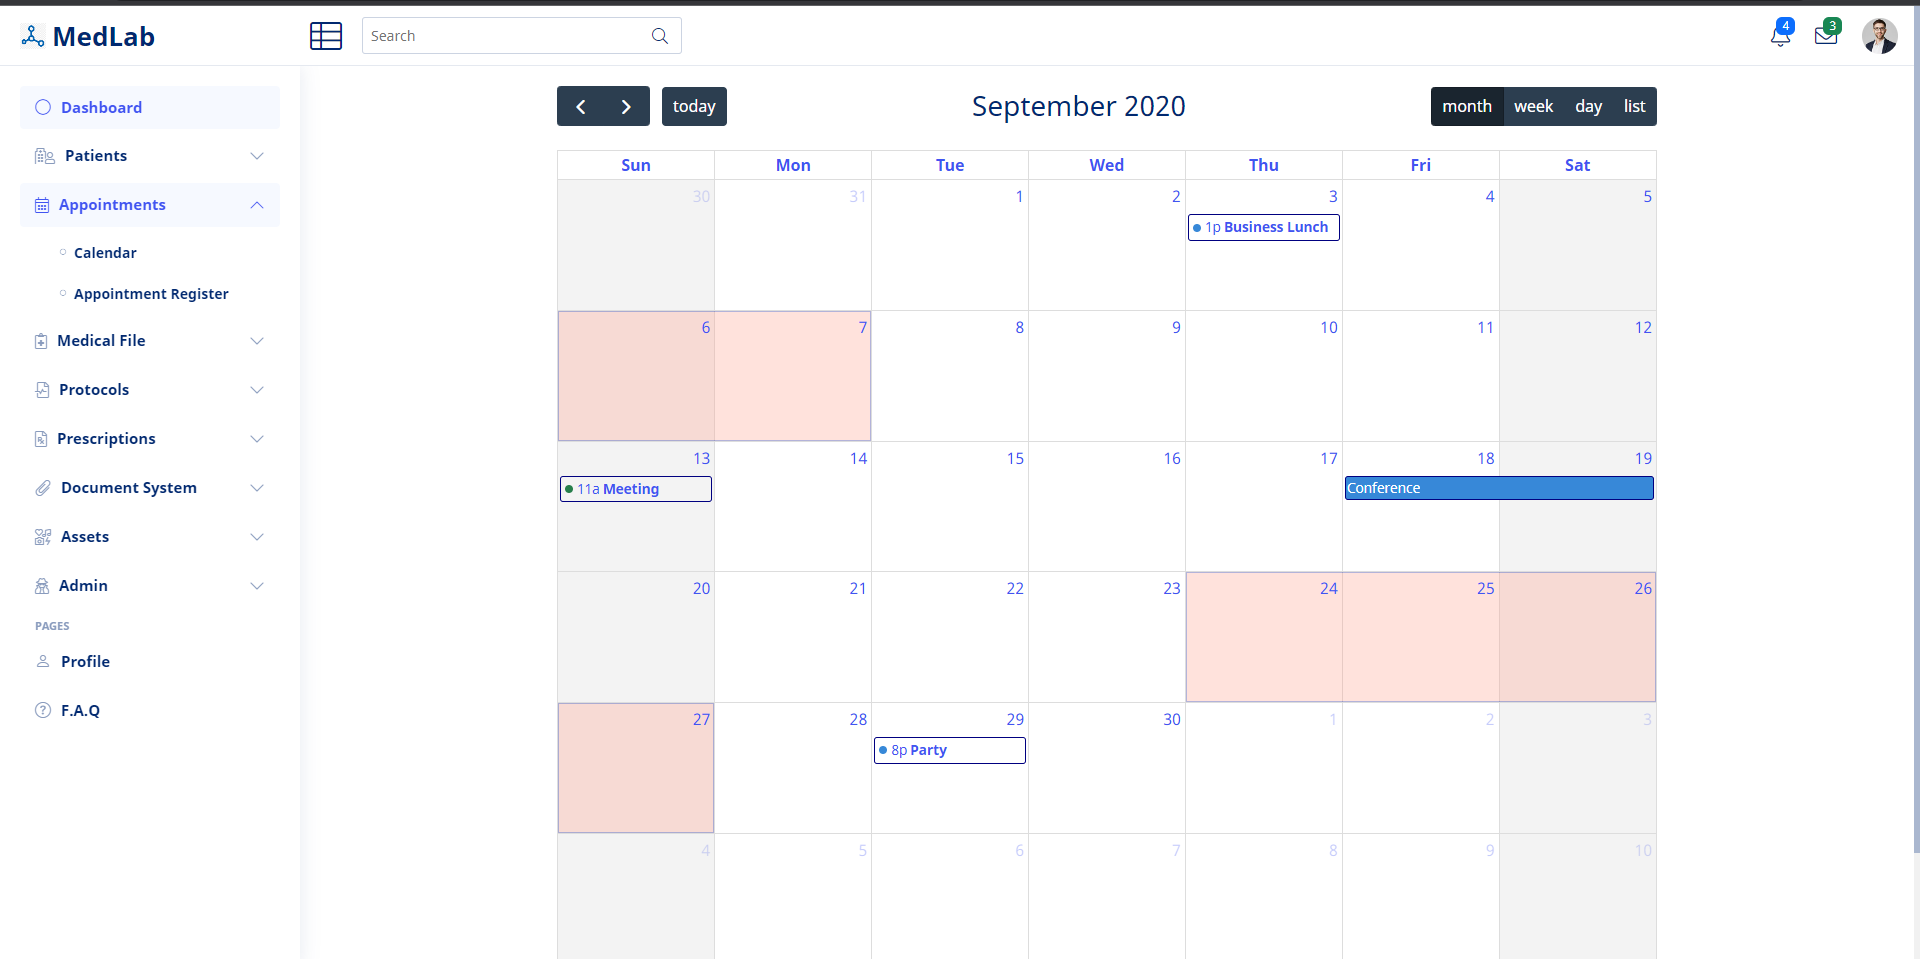 MedLab
Search
4
3
Dashboard
Patients
Appointments
Calendar
Appointment Register
Medical File
Protocols
Prescriptions
Document System
Assets
Admin
PAGES
Profile
F.A.Q
today
September 2020
month week day list
Sun Mon Tue Wed Thu Fri Sat
30 31 1 2 3 4 5
1p Business Lunch
6 7 8 9 10 11 12
13 14 15 16 17 18 19
11a Meeting
Conference
20 21 22 23 24 25 26
27 28 29 30 1 2 3
8p Party
4 5 6 7 8 9 10